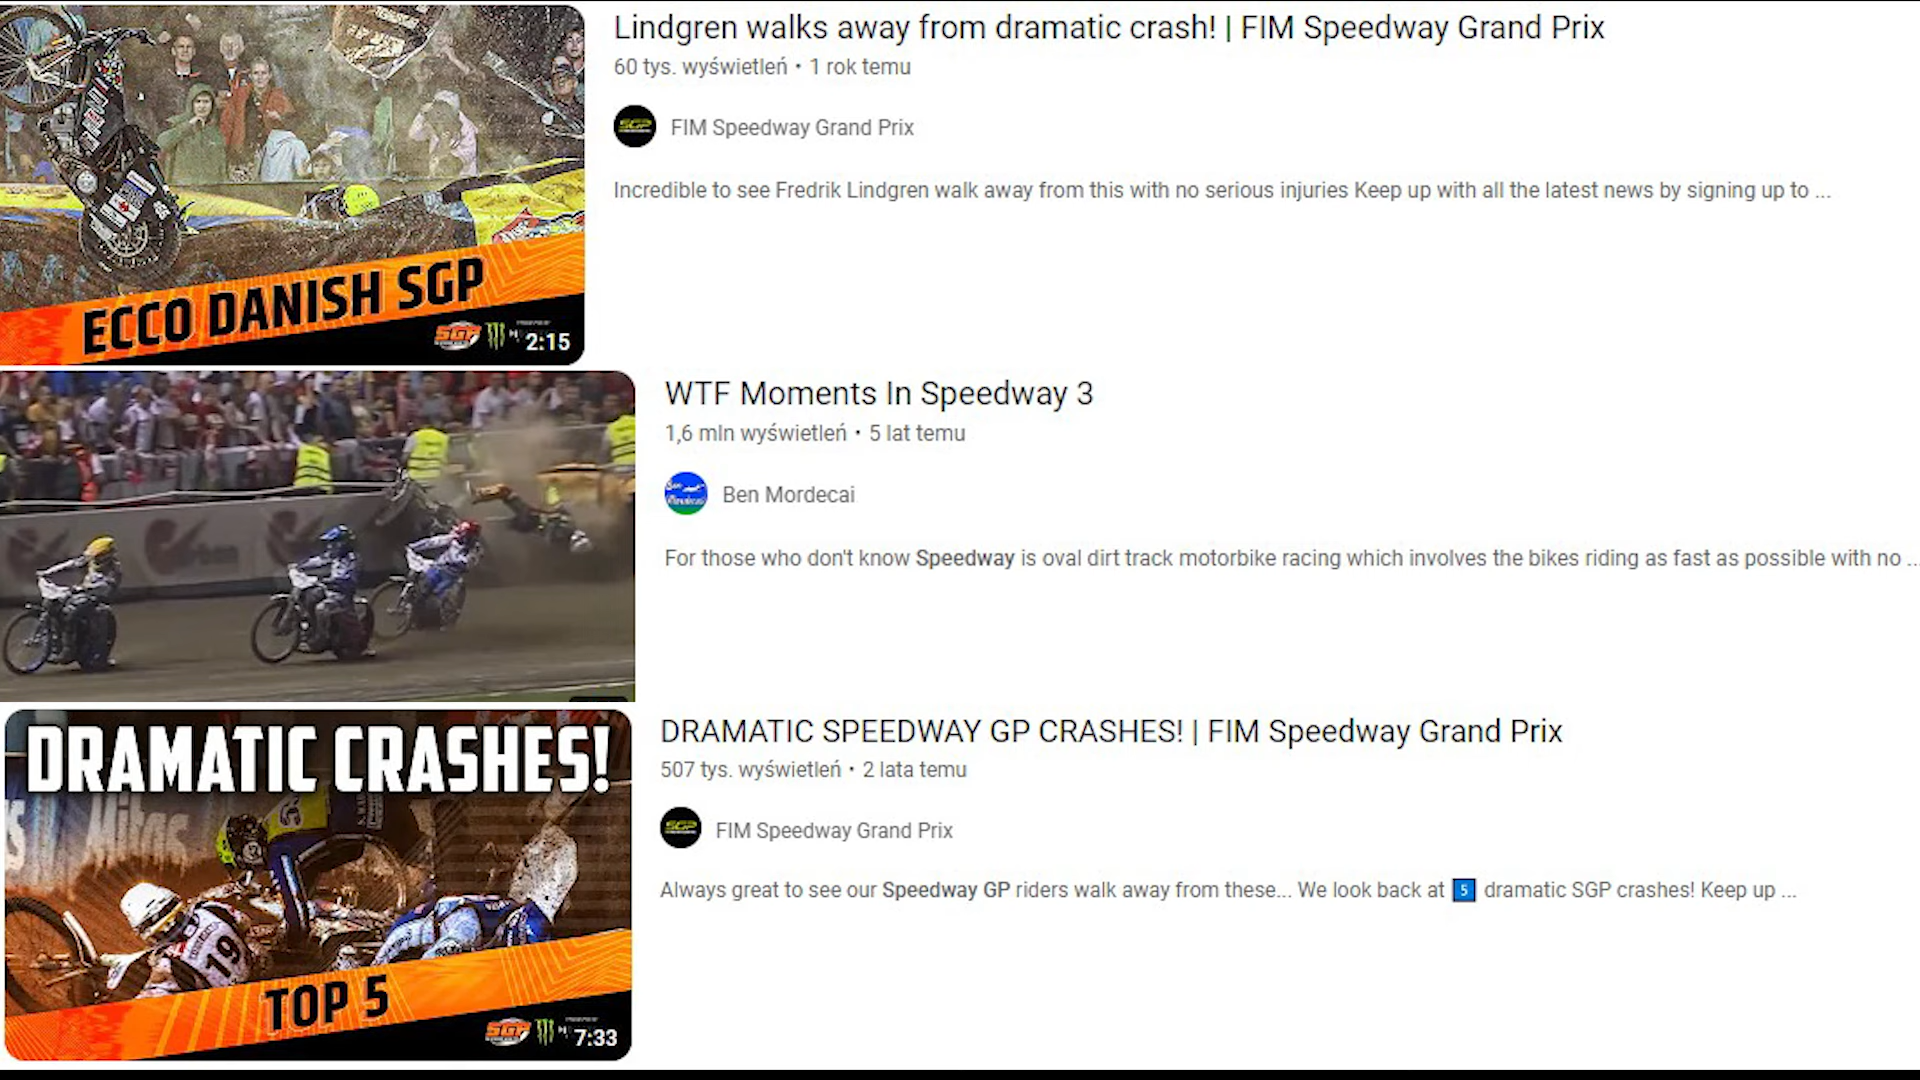 Lindgren walks away from dramatic crash! | FIM Speedway Grand Prix
60 tys. wyświetleń • 1 rok temu
SGP
FIM Speedway Grand Prix
Incredible to see Fredrik Lindgren walk away from this with no serious injuries Keep up with all the latest news by signing up to ...
ECCO DANISH SGP
SGP
2:15
WTF Moments In Speedway 3
1,6 mln wyświetleń • 5 lat temu
Ben Mordecai
Ben Mordecai
For those who don't know Speedway is oval dirt track motorbike racing which involves the bikes riding as fast as possible with no ...
DRAMATIC CRASHES!
Mitas
19
TOP 5
SGP
7:33
DRAMATIC SPEEDWAY GP CRASHES! | FIM Speedway Grand Prix
507 tys. wyświetleń • 2 lata temu
SGP
FIM Speedway Grand Prix
Always great to see our Speedway GP riders walk away from these... We look back at 5 dramatic SGP crashes! Keep up ...